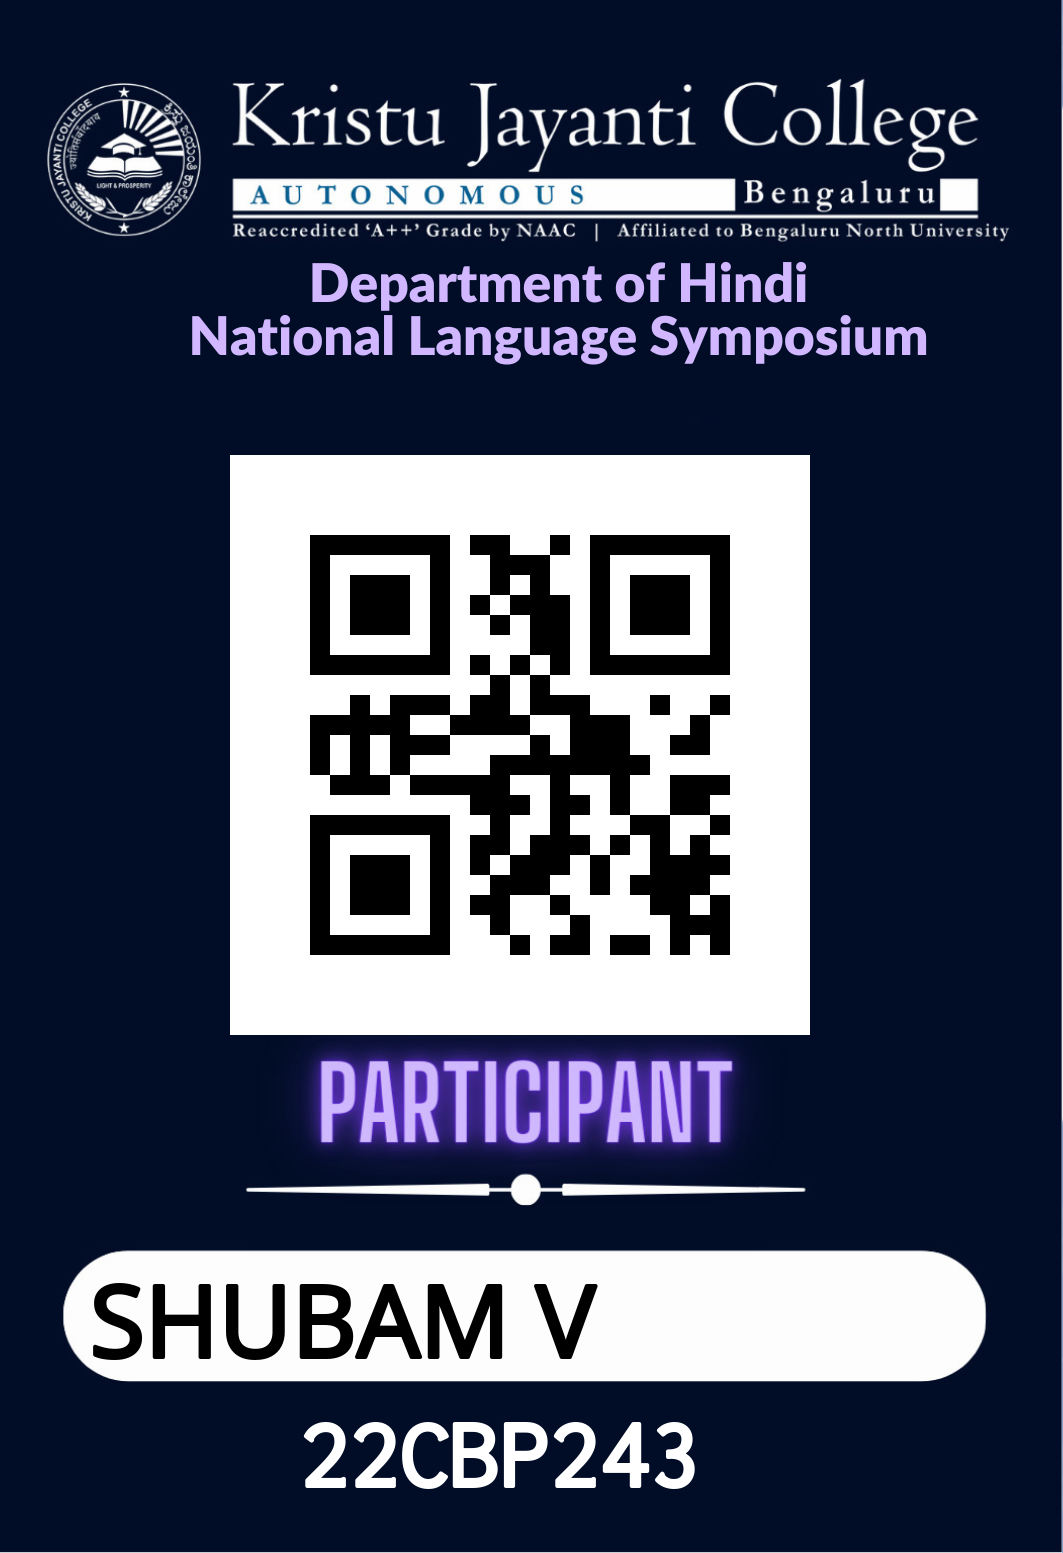 KRISTU JAYANTI COLLEGE
LIGHT & PROSPERITY
Kristu Jayanti College
AUTONOMOUS Bengaluru
Reaccredited ‘A++’ Grade by NAAC | Affiliated to Bengaluru North University
Department of Hindi
National Language Symposium
PARTICIPANT
SHUBAM V
22CBP243